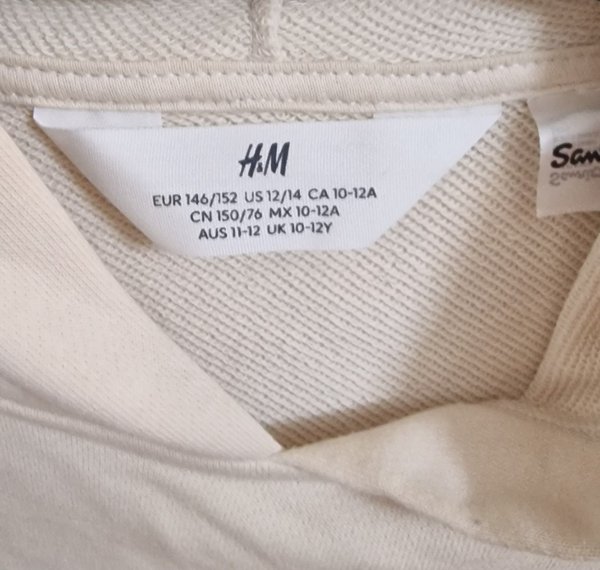 H&M
EUR 146/152 US 12/14 CA 10-12A
CN 150/76 MX 10-12A
AUS 11-12 UK 10-12Y
San